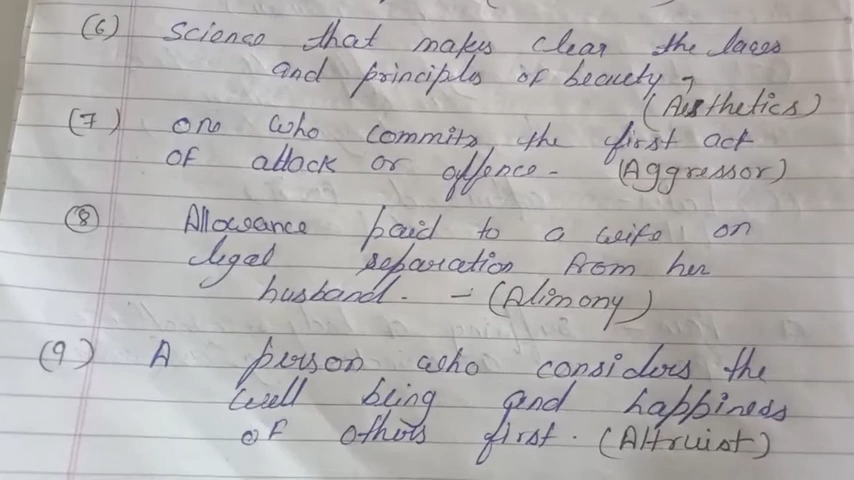 (6) Science that makes clear the laces
and principles of beauty,
(Aesthetics)
(7) one who commits the first act
of attack or offence - (Aggressor)
(8) Allowance paid to a wife on
legal separation from her
husband. - (Alimony)
(9) A person who considers the
well being and happiness
of others first. (Altruist)